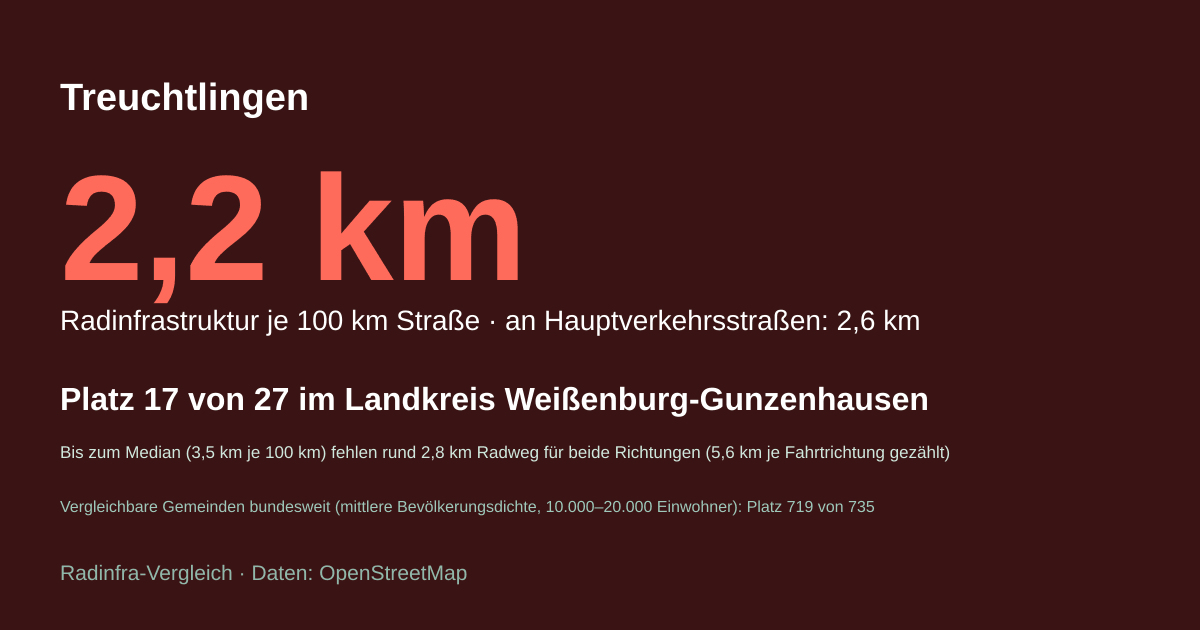 Treuchtlingen
2,2 km
Radinfrastruktur je 100 km Straße · an Hauptverkehrsstraßen: 2,6 km
Platz 17 von 27 im Landkreis Weißenburg-Gunzenhausen
Bis zum Median (3,5 km je 100 km) fehlen rund 2,8 km Radweg für beide Richtungen (5,6 km je Fahrtrichtung gezählt)
Vergleichbare Gemeinden bundesweit (mittlere Bevölkerungsdichte, 10.000–20.000 Einwohner): Platz 719 von 735
Radinfra-Vergleich · Daten: OpenStreetMap